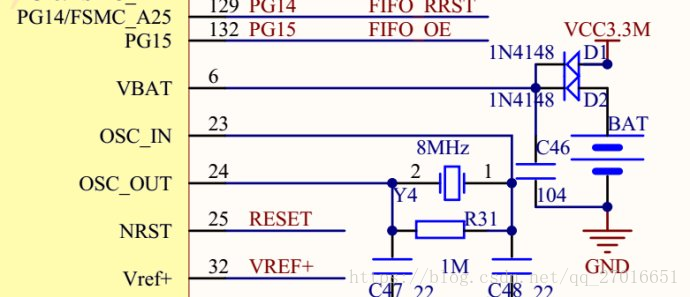 129 PG14 FIFO_RRST
PG14/FSMC_A25
132 PG15 FIFO_OE
PG15
VCC3.3M
1N4148 D1
6
VBAT
1N4148 D2
23
BAT
OSC_IN
8MHz
C46
24 2 1
OSC_OUT
Y4
104
25 RESET R31
NRST
GND
32 VREF+ 1M
Vref+
https://blog.csdn.net/qq_27016651
C47 22 C48 22